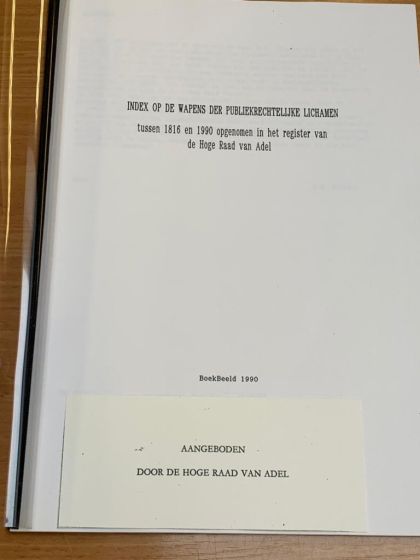 INDEX OP DE WAPENS DER PUBLIEKRECHTELIJKE LICHAMEN
tussen 1816 en 1990 opgenomen in het register van
de Hoge Raad van Adel
BoekBeeld 1990
AANGEBODEN
DOOR DE HOGE RAAD VAN ADEL